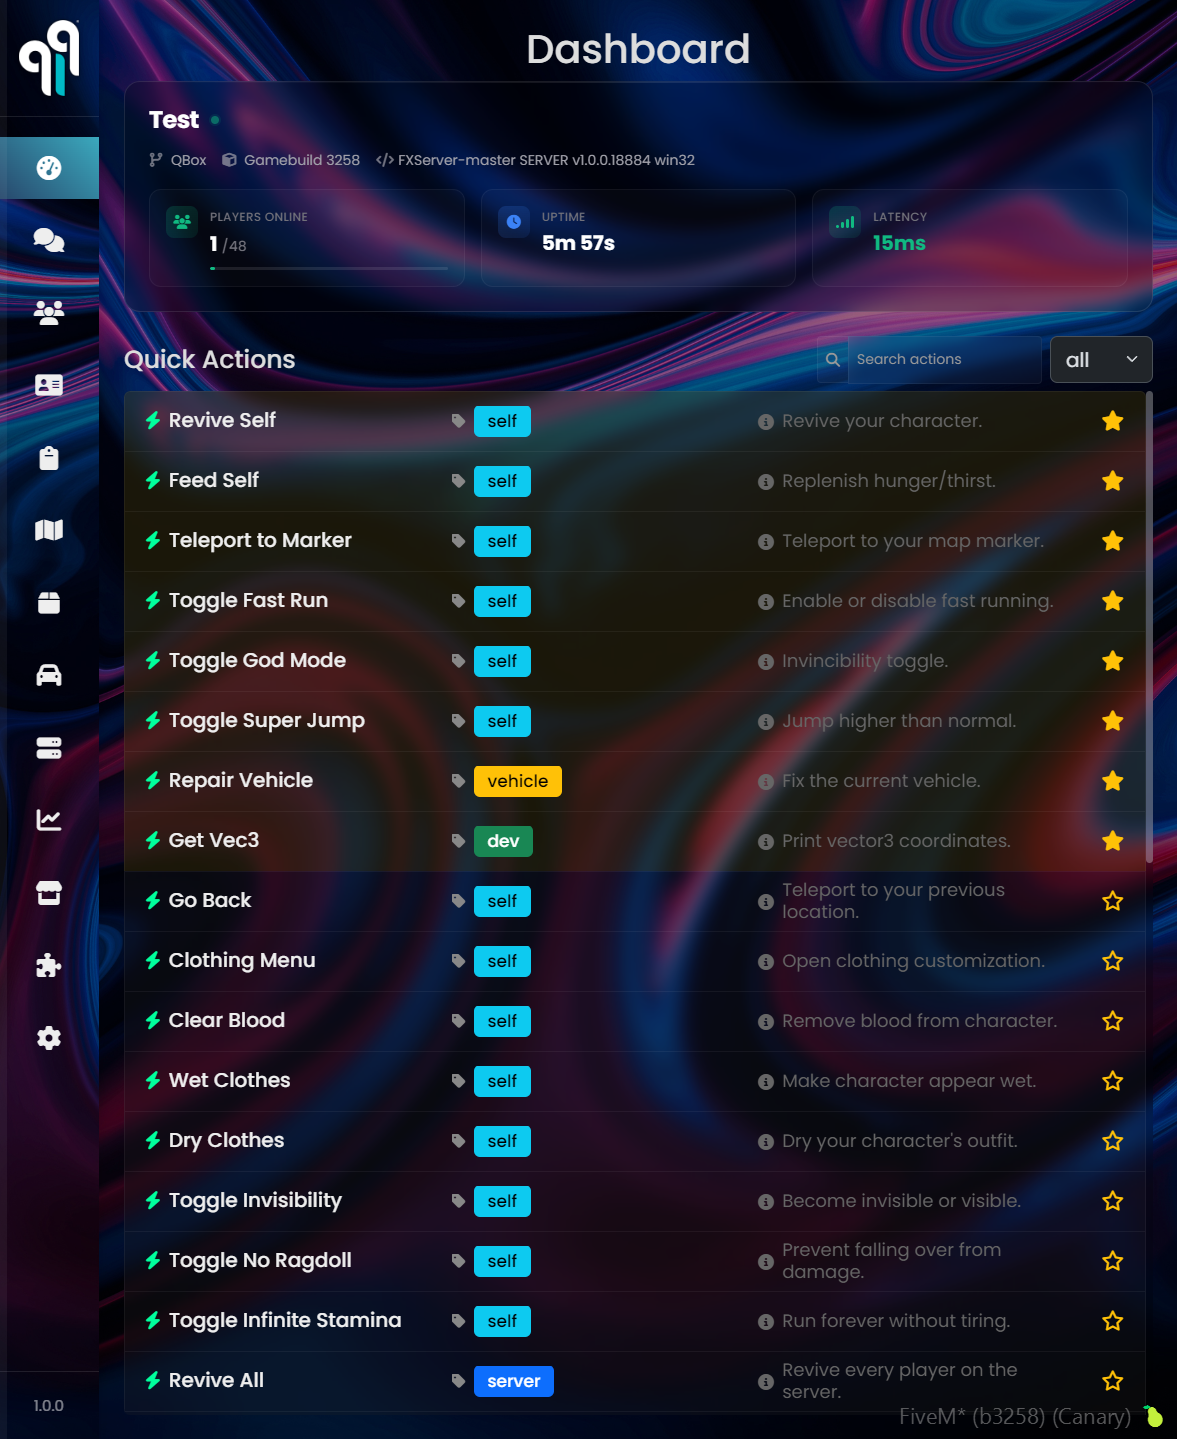 Dashboard
Test
QBox Gamebuild 3258 </> FXServer-master SERVER v1.0.0.18884 win32
PLAYERS ONLINE
1 /48
UPTIME
5m 57s
LATENCY
15ms
Quick Actions
Search actions
all
Revive Self self Revive your character.
Feed Self self Replenish hunger/thirst.
Teleport to Marker self Teleport to your map marker.
Toggle Fast Run self Enable or disable fast running.
Toggle God Mode self Invincibility toggle.
Toggle Super Jump self Jump higher than normal.
Repair Vehicle vehicle Fix the current vehicle.
Get Vec3 dev Print vector3 coordinates.
Go Back self Teleport to your previous
location.
Clothing Menu self Open clothing customization.
Clear Blood self Remove blood from character.
Wet Clothes self Make character appear wet.
Dry Clothes self Dry your character's outfit.
Toggle Invisibility self Become invisible or visible.
Toggle No Ragdoll self Prevent falling over from
damage.
Toggle Infinite Stamina self Run forever without tiring.
Revive All server Revive every player on the
server.
1.0.0
FiveM* (b3258) (Canary)